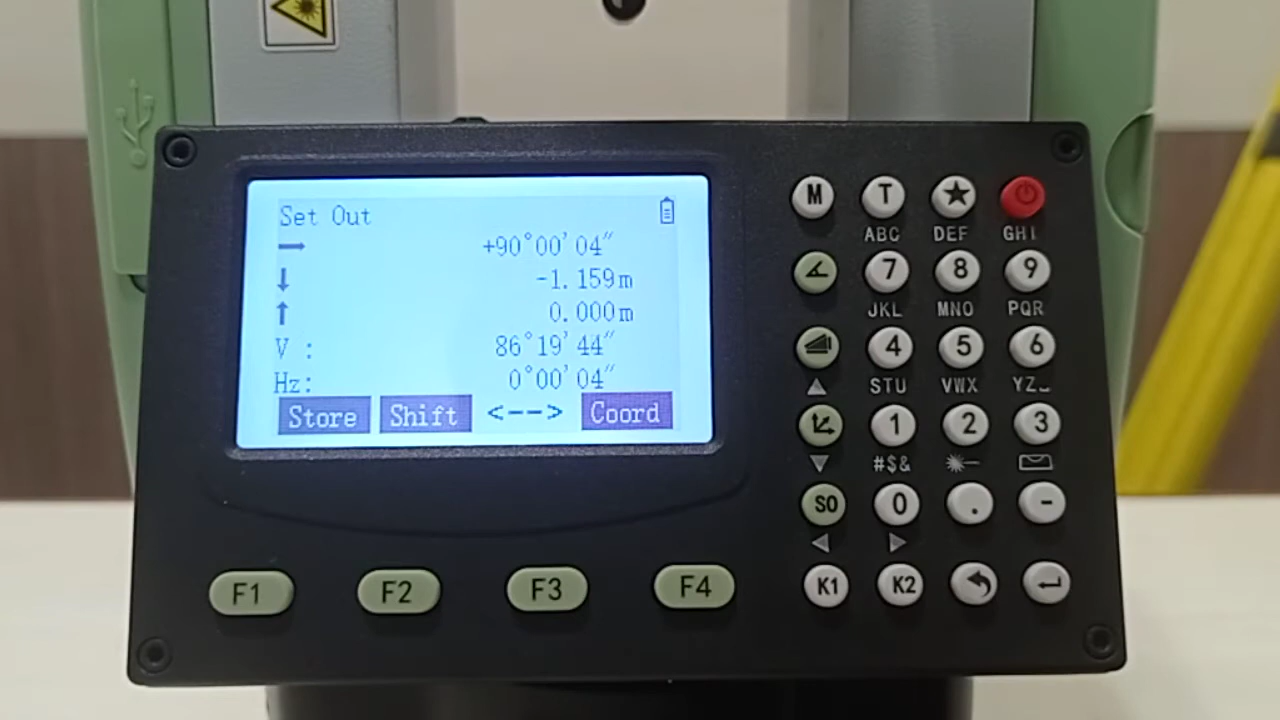 Set Out
→ +90°00′04″
↓ -1.159m
↑ 0.000m
V : 86°19′44″
Hz: 0°00′04″
Store Shift <--> Coord
F1 F2 F3 F4
M T ★
ABC DEF GHI
7 8 9
JKL MNO PQR
4 5 6
STU VWX YZ_
1 2 3
#$&
SO 0 . -
K1 K2